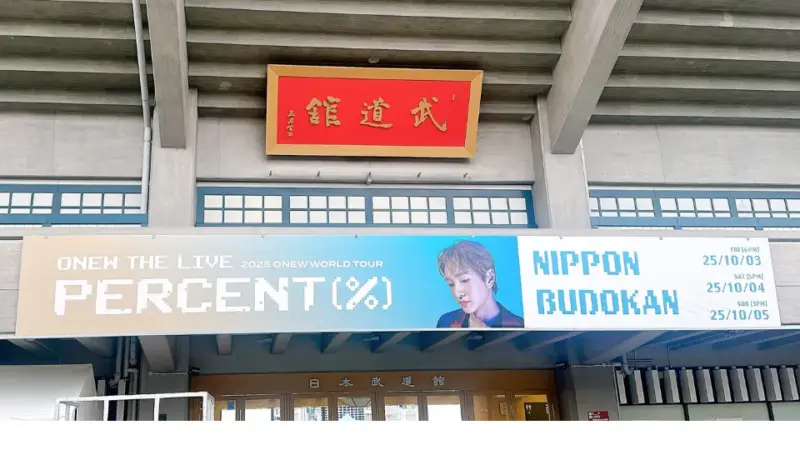 武道館
ONEW THE LIVE 2025 ONEW WORLD TOUR
PERCENT(%)
NIPPON
BUDOKAN
FRI[6PM]
25/10/03
SAT[5PM]
25/10/04
SUN[3PM]
25/10/05
日本武道館